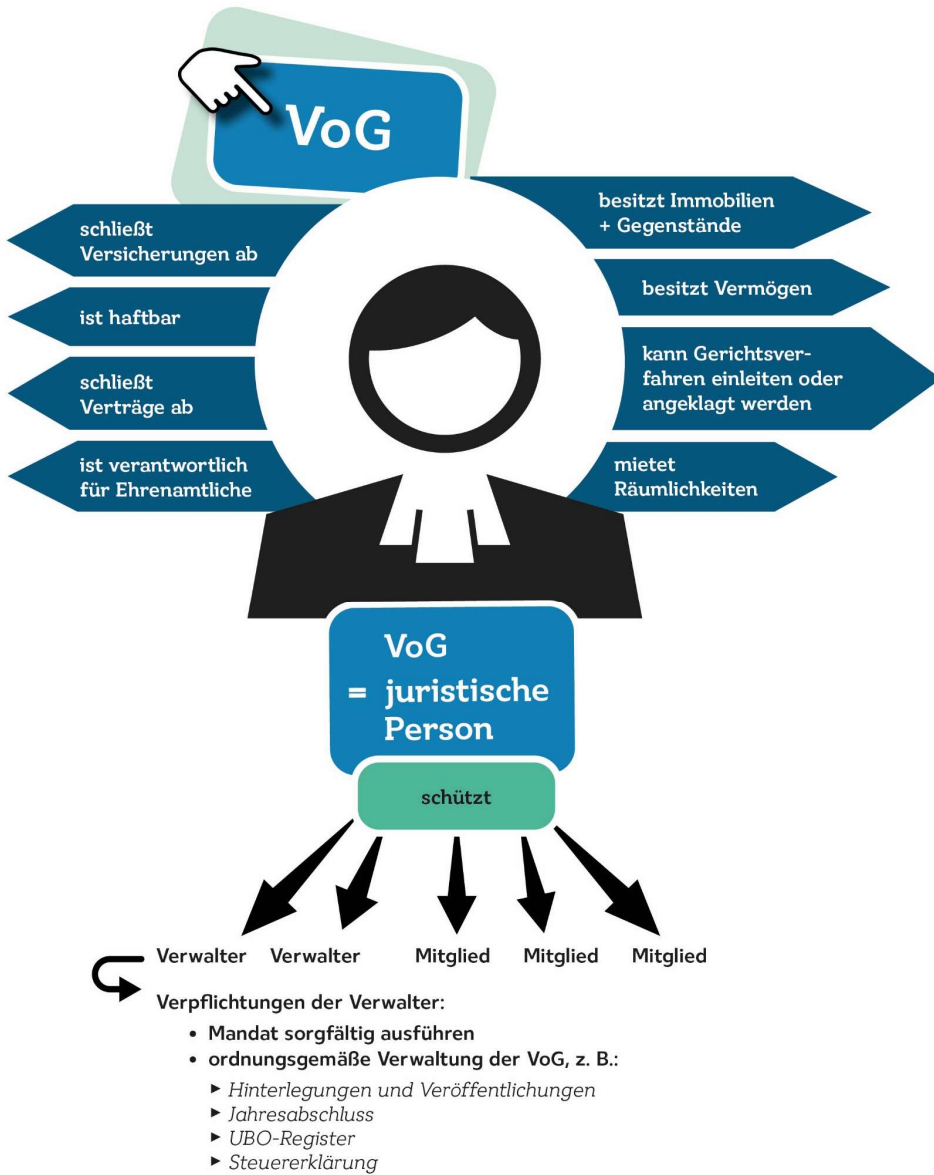 VoG
schließt
Versicherungen ab
ist haftbar
schließt
Verträge ab
ist verantwortlich
für Ehrenamtliche
besitzt Immobilien
+ Gegenstände
besitzt Vermögen
kann Gerichtsver-
fahren einleiten oder
angeklagt werden
mietet
Räumlichkeiten
VoG
= juristische
Person
schützt
Verwalter Verwalter Mitglied Mitglied Mitglied
Verpflichtungen der Verwalter:
• Mandat sorgfältig ausführen
• ordnungsgemäße Verwaltung der VoG, z. B.:
► Hinterlegungen und Veröffentlichungen
► Jahresabschluss
► UBO-Register
► Steuererklärung